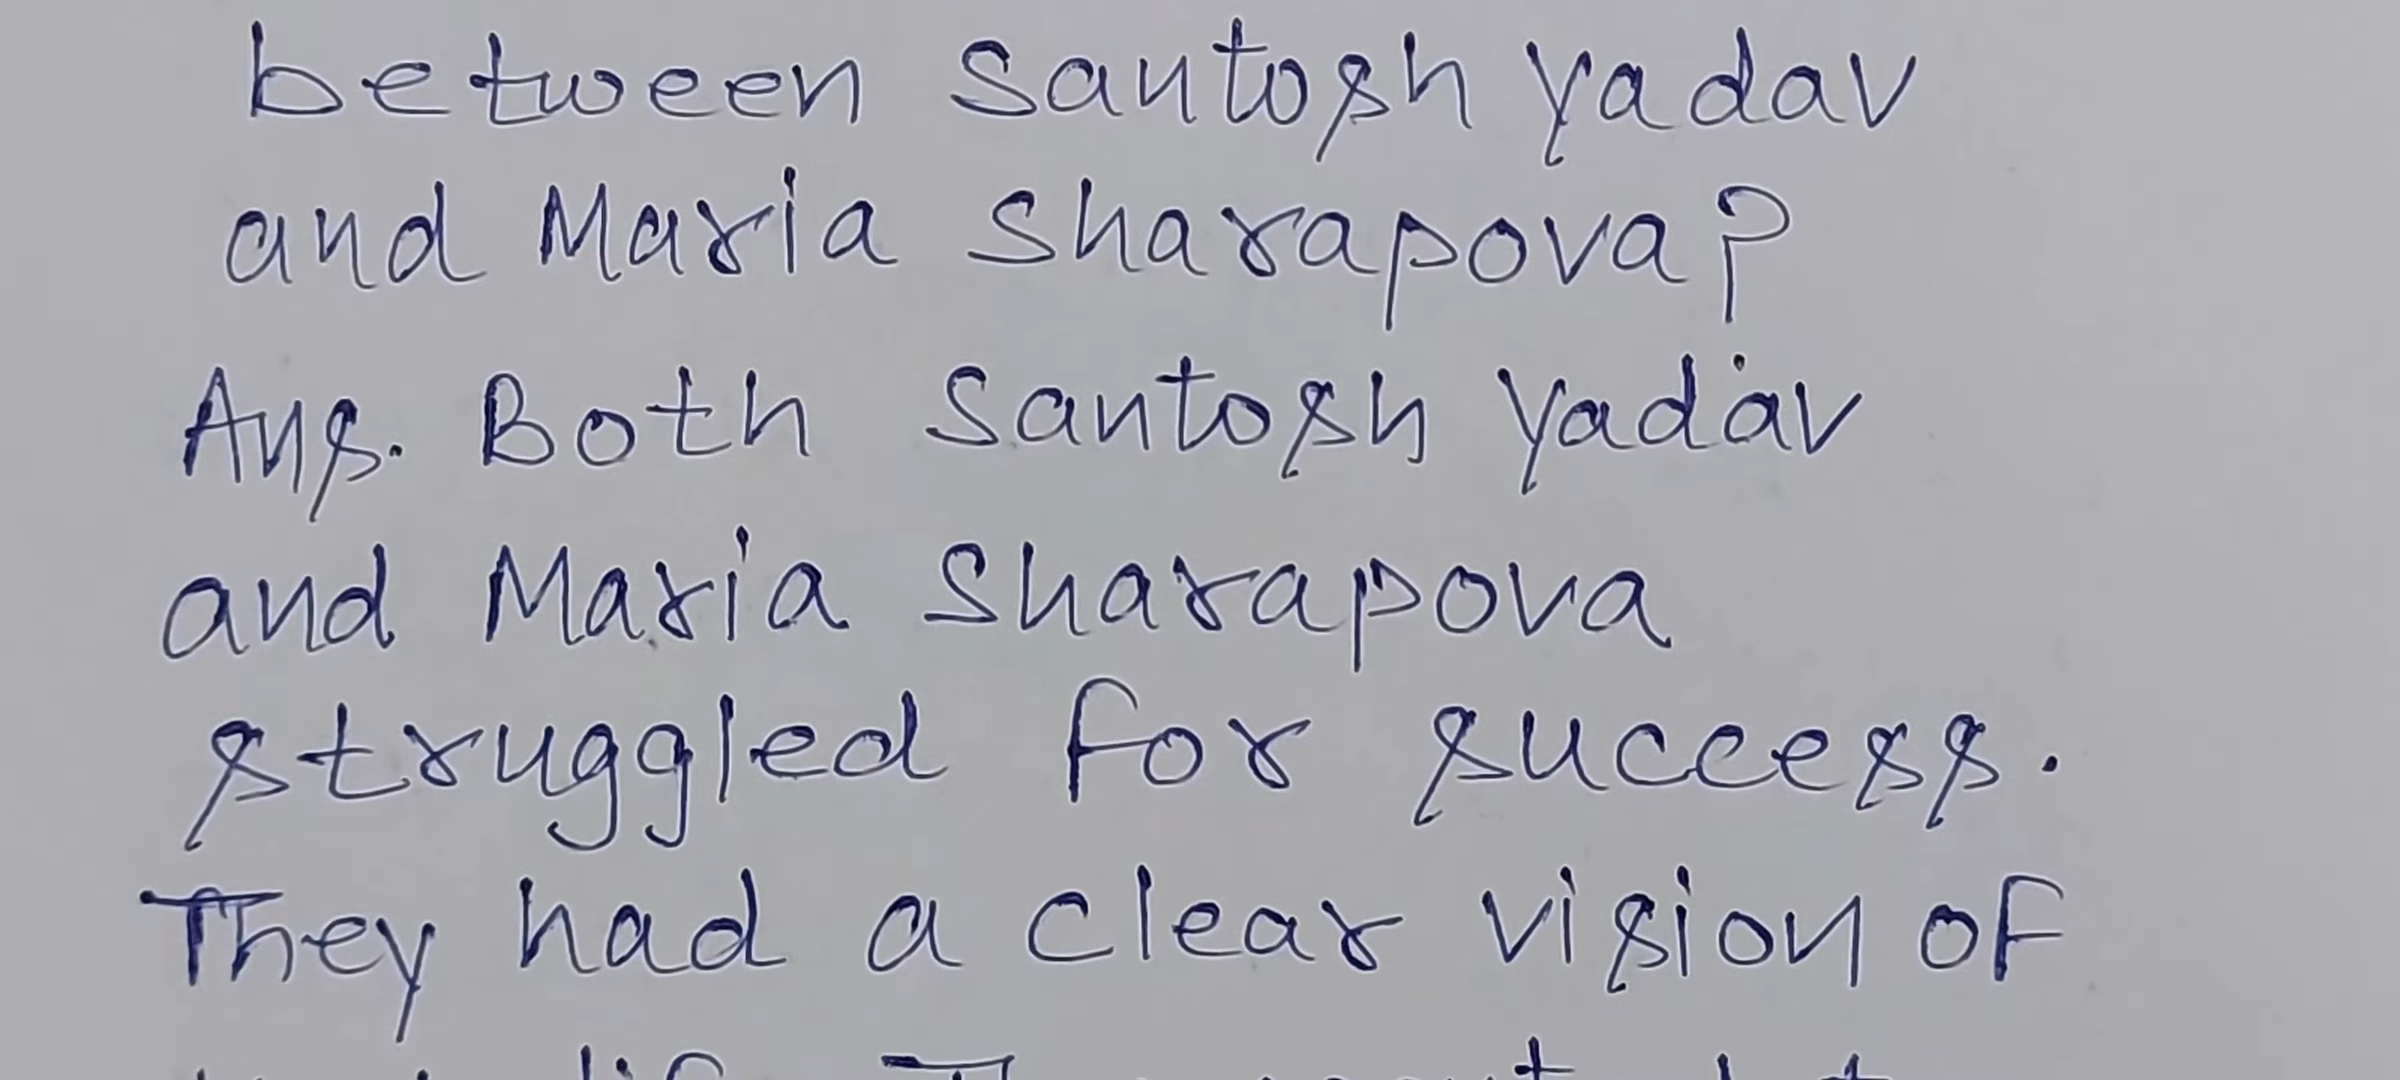 between Santosh Yadav
and Maria Sharapova?
Ans. Both Santosh Yadav
and Maria Sharapova
struggled for success.
They had a clear vision of